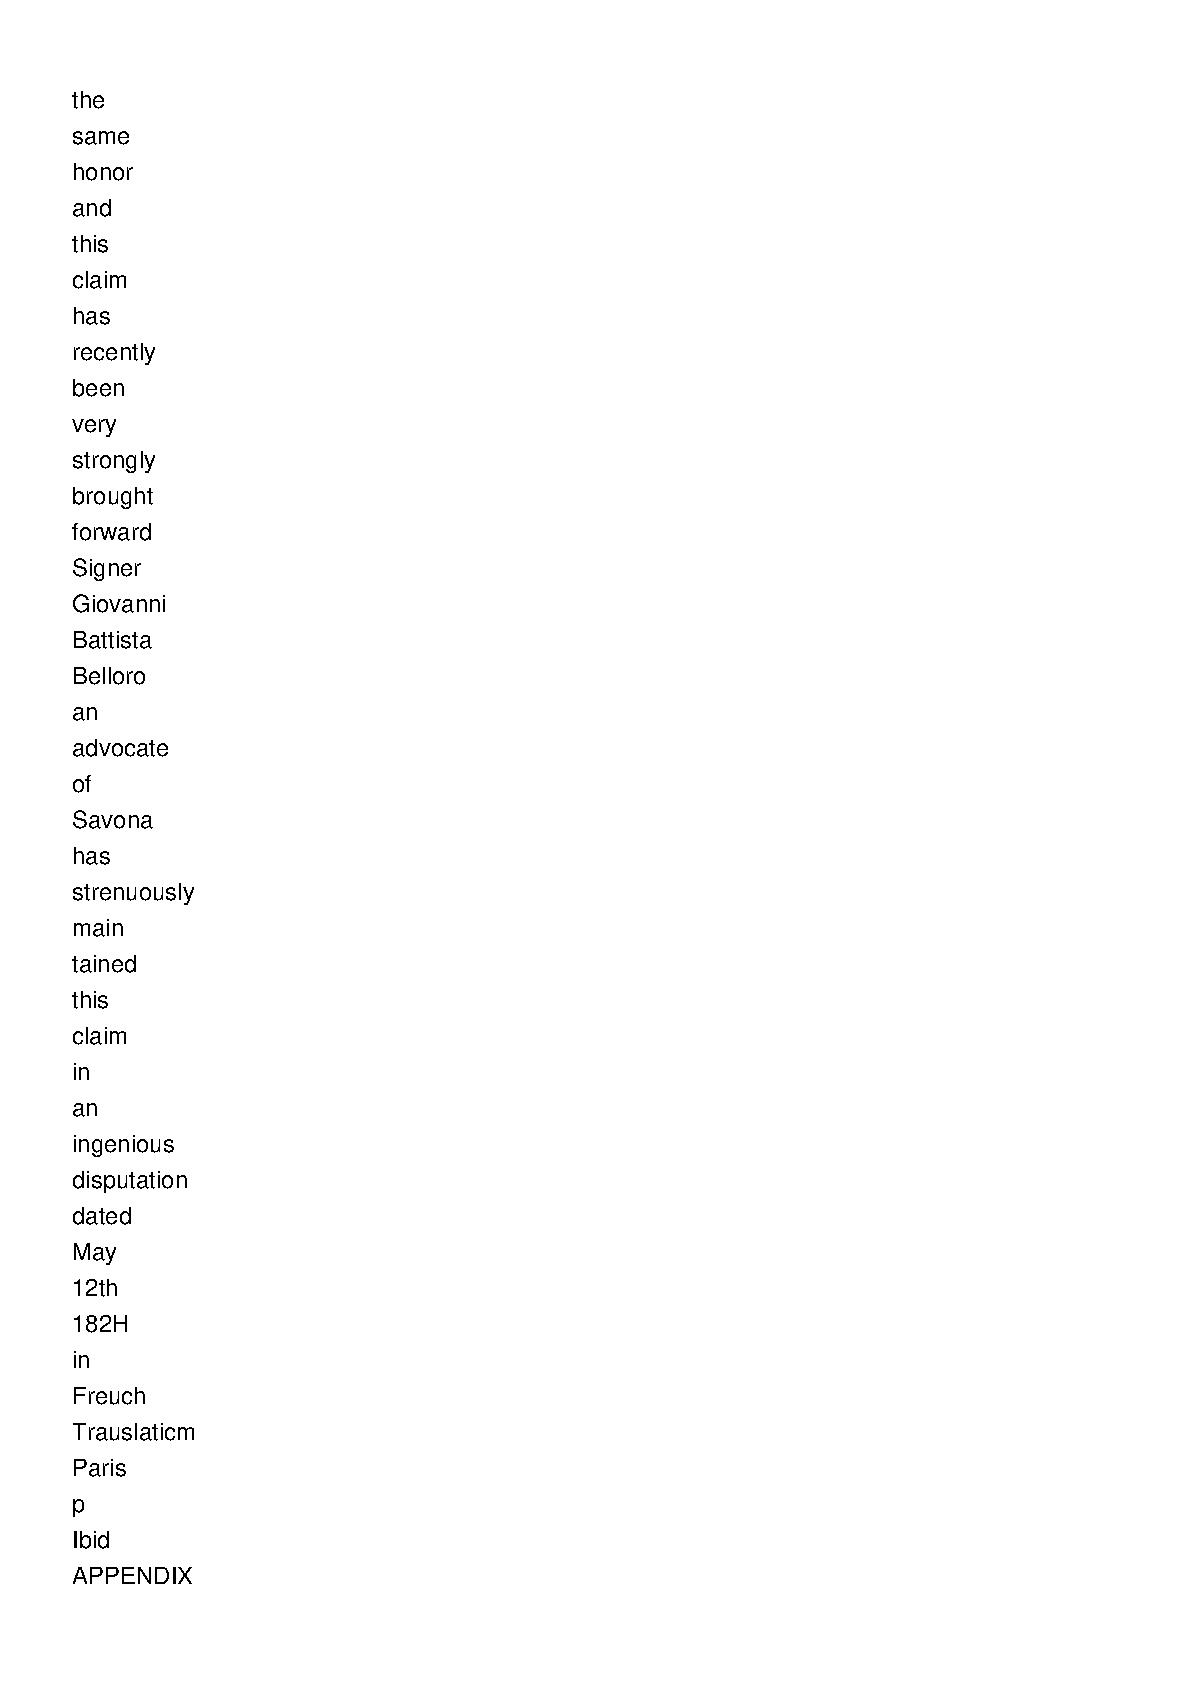 the
same
honor
and
this
claim
has
recently
been
very
strongly
brought
forward
Signer
Giovanni
Battista
Belloro
an
advocate
of
Savona
has
strenuously
main
tained
this
claim
in
an
ingenious
disputation
dated
May
12th
182H
in
Freuch
Trauslaticm
Paris
p
Ibid
APPENDIX